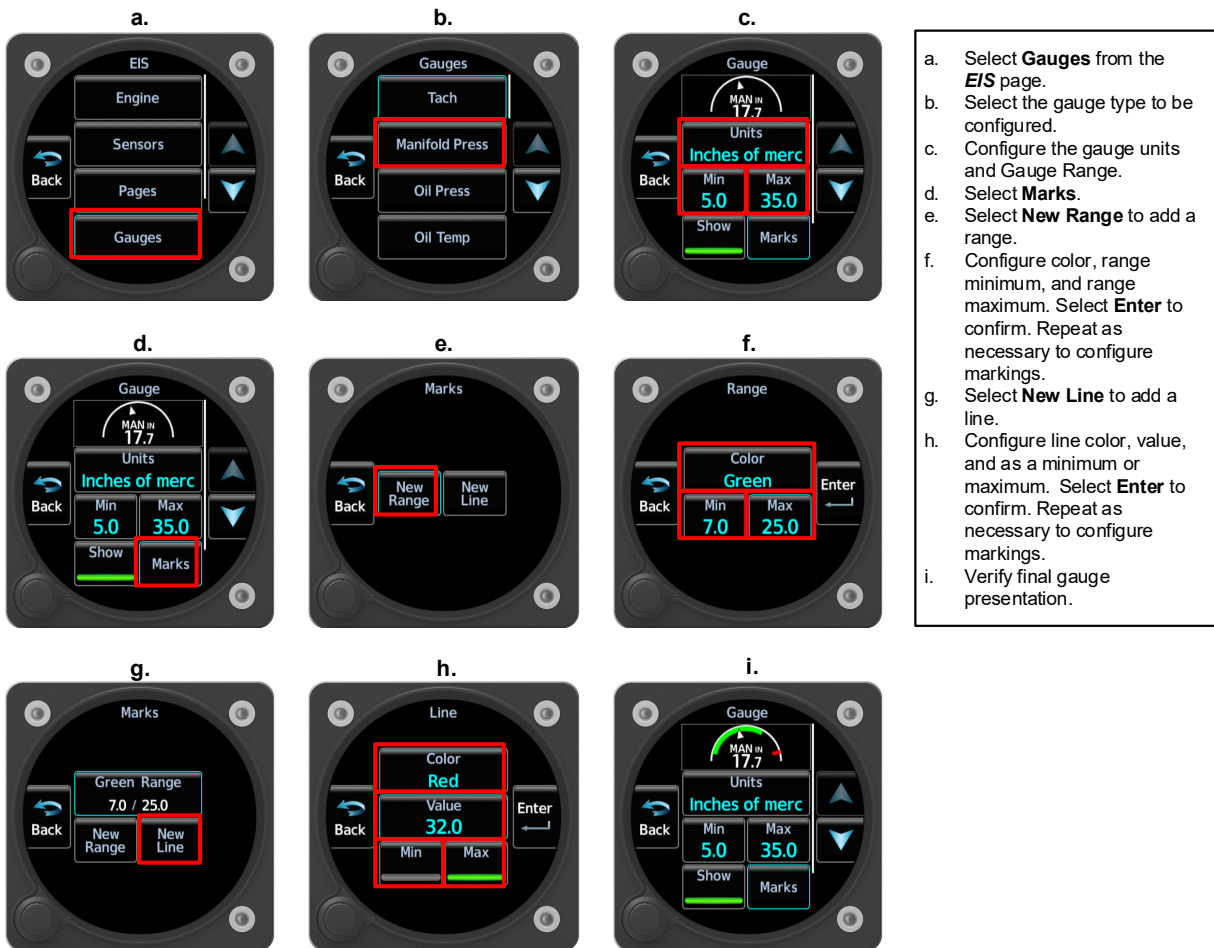 a.
EIS
Engine
Sensors
Back
Pages
Gauges
b.
Gauges
Tach
Manifold Press
Back
Oil Press
Oil Temp
c.
Gauge
MAN IN
17.7
Units
Inches of merc
Back
Min
Max
5.0
35.0
Show
Marks
d.
Gauge
MAN IN
17.7
Units
Inches of merc
Back
Min
Max
5.0
35.0
Show
Marks
e.
Marks
Back
New
Range
New
Line
f.
Range
Color
Green
Back
Min
Max
7.0
25.0
Enter
g.
Marks
Green Range
7.0 / 25.0
Back
New
Range
New
Line
h.
Line
Color
Red
Value
32.0
Back
Enter
Min
Max
i.
Gauge
MAN IN
17.7
Units
Inches of merc
Back
Min
Max
5.0
35.0
Show
Marks
a. Select Gauges from the
EIS page.
b. Select the gauge type to be
configured.
c. Configure the gauge units
and Gauge Range.
d. Select Marks.
e. Select New Range to add a
range.
f. Configure color, range
minimum, and range
maximum. Select Enter to
confirm. Repeat as
necessary to configure
markings.
g. Select New Line to add a
line.
h. Configure line color, value,
and as a minimum or
maximum. Select Enter to
confirm. Repeat as
necessary to configure
markings.
i. Verify final gauge
presentation.